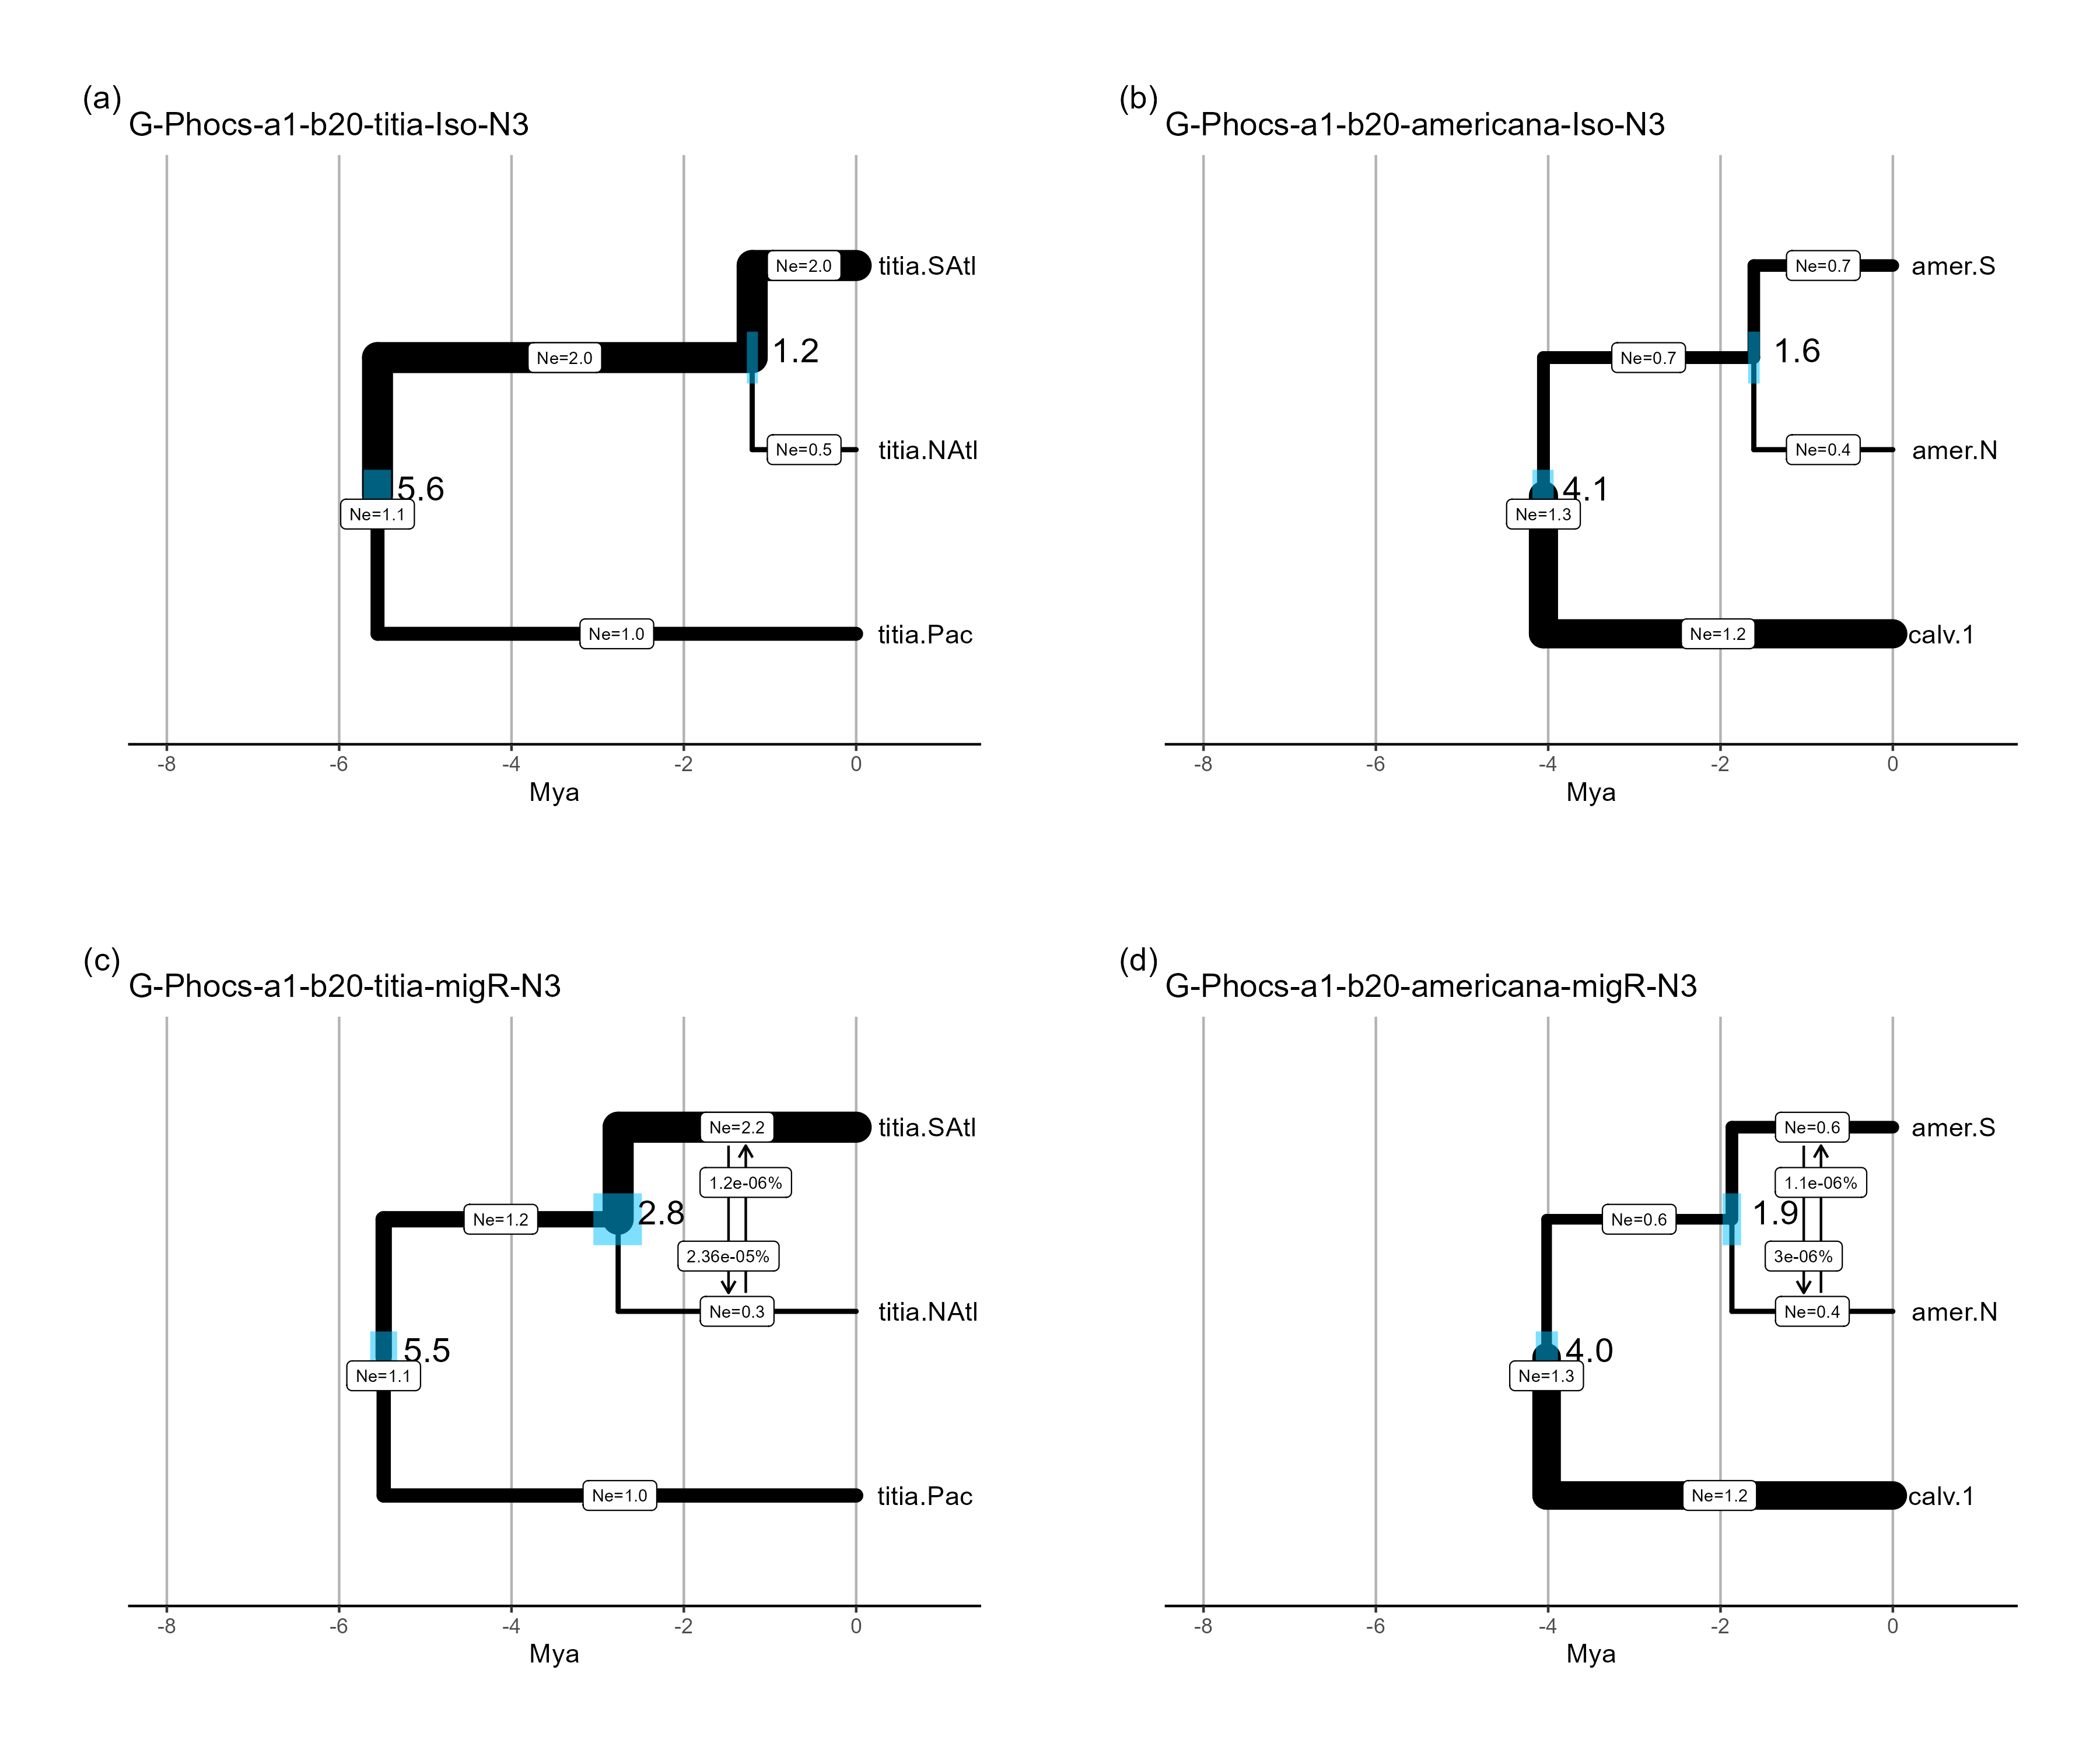 (a)
G-Phocs-a1-b20-titia-Iso-N3
Ne=2.0
titia.SAtl
Ne=2.0
1.2
Ne=0.5
titia.NAtl
5.6
Ne=1.1
Ne=1.0
titia.Pac
-8 -6 -4 -2 0
Mya
(b)
G-Phocs-a1-b20-americana-Iso-N3
Ne=0.7
amer.S
Ne=0.7
1.6
Ne=0.4
amer.N
4.1
Ne=1.3
Ne=1.2
calv.1
-8 -6 -4 -2 0
Mya
(c)
G-Phocs-a1-b20-titia-migR-N3
Ne=2.2
titia.SAtl
1.2e-06%
Ne=1.2
2.8
2.36e-05%
Ne=0.3
titia.NAtl
5.5
Ne=1.1
Ne=1.0
titia.Pac
-8 -6 -4 -2 0
Mya
(d)
G-Phocs-a1-b20-americana-migR-N3
Ne=0.6
amer.S
1.1e-06%
Ne=0.6
1.9
3e-06%
Ne=0.4
amer.N
4.0
Ne=1.3
Ne=1.2
calv.1
-8 -6 -4 -2 0
Mya